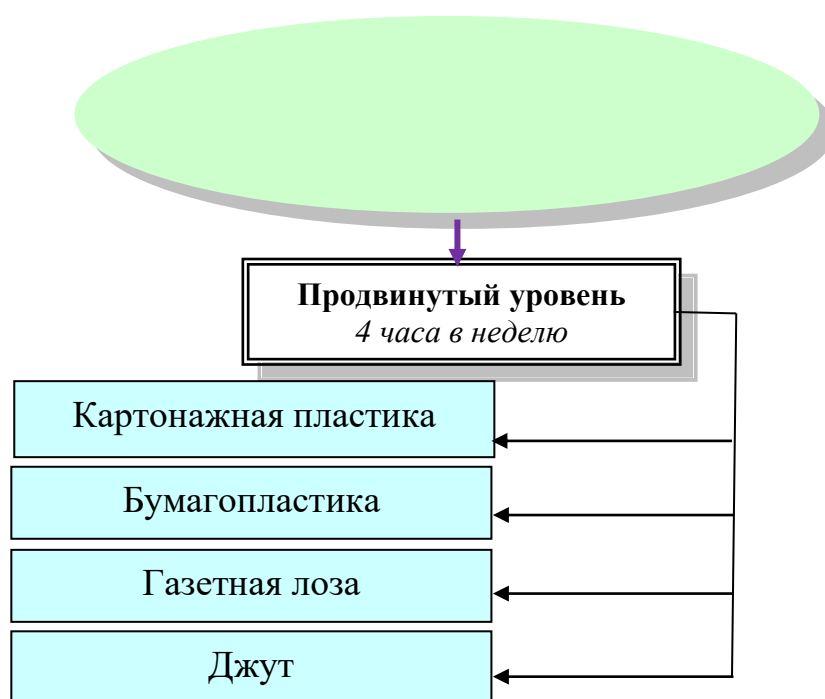 Продвинутый уровень
4 часа в неделю
Картонажная пластика
Бумагопластика
Газетная лоза
Джут